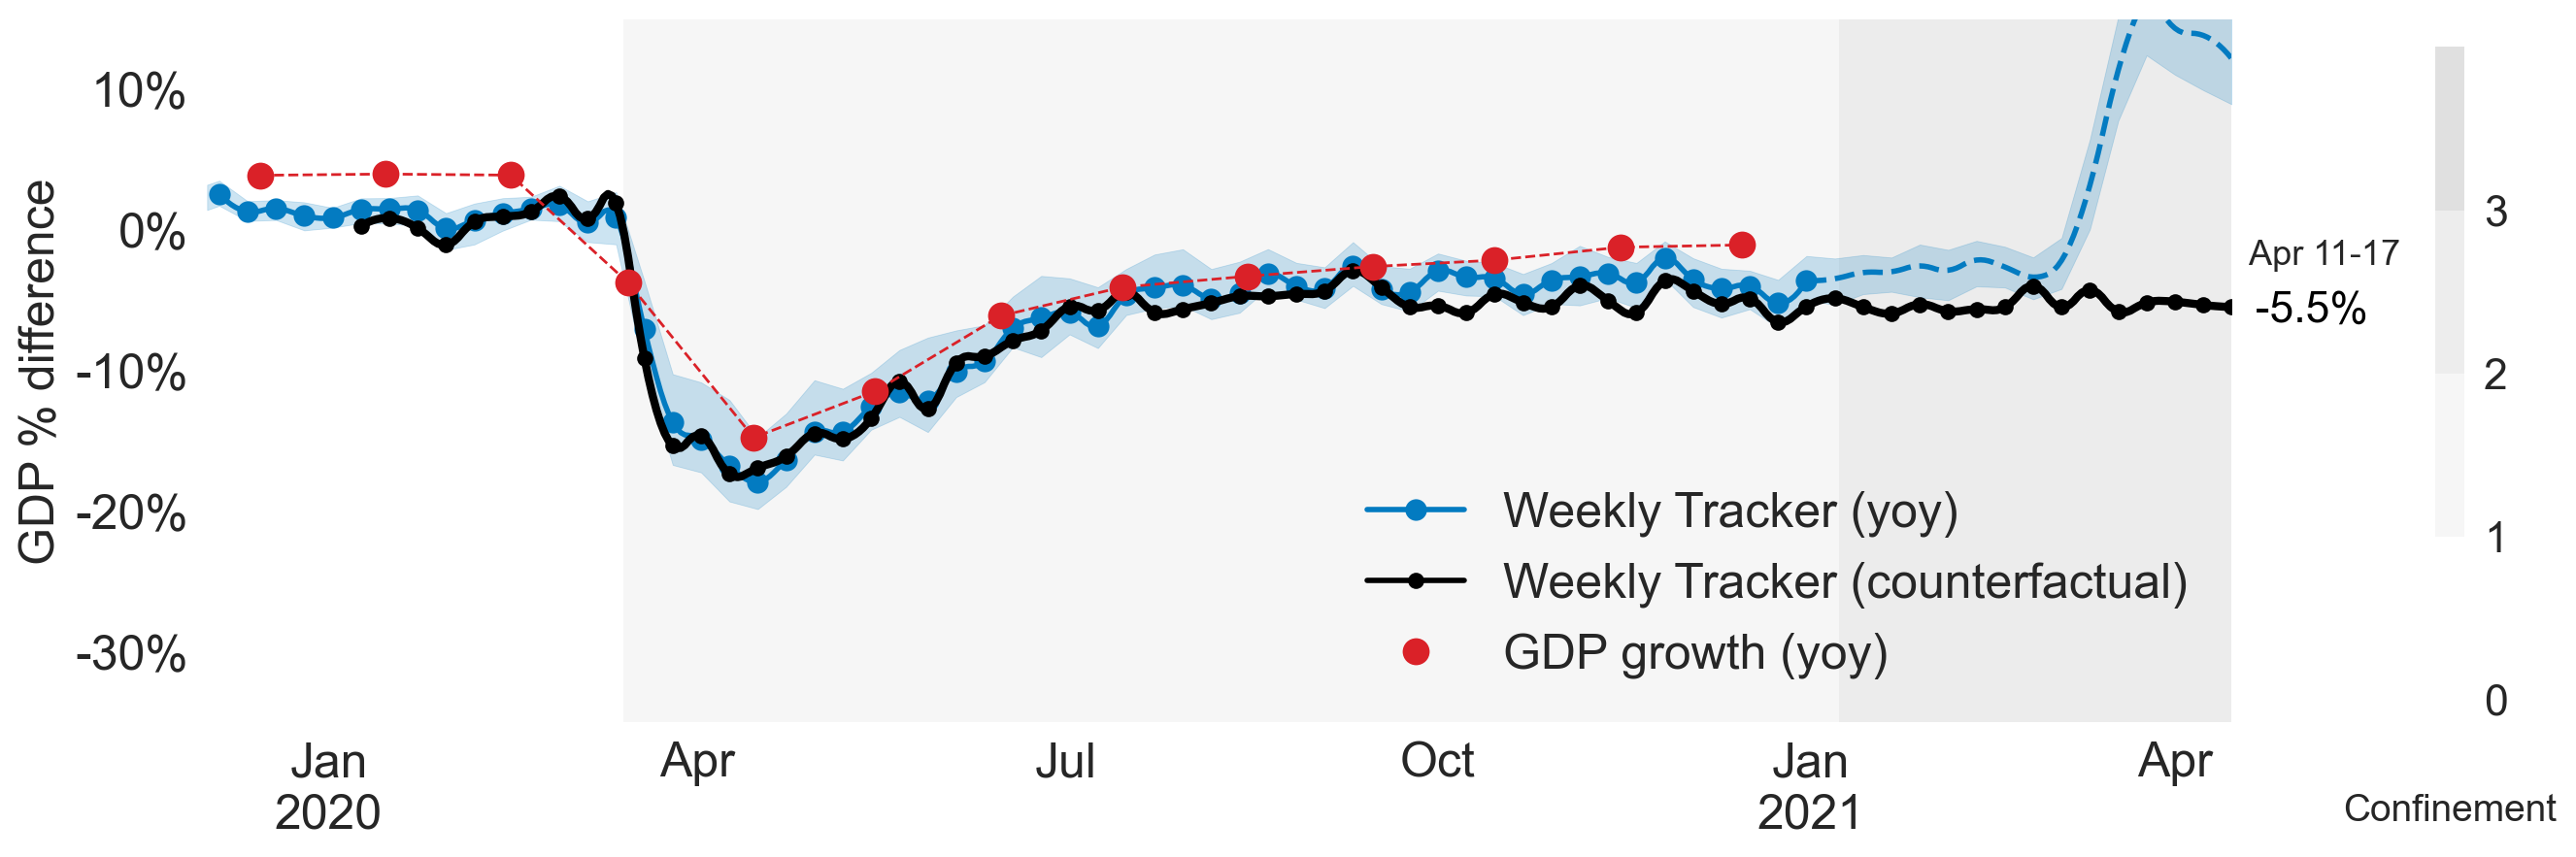 GDP % difference
10%
0%
-10%
-20%
-30%
Jan
2020
Apr
Jul
Oct
Jan
2021
Apr
Weekly Tracker (yoy)
Weekly Tracker (counterfactual)
GDP growth (yoy)
Apr 11-17
-5.5%
3
2
1
0
Confinement